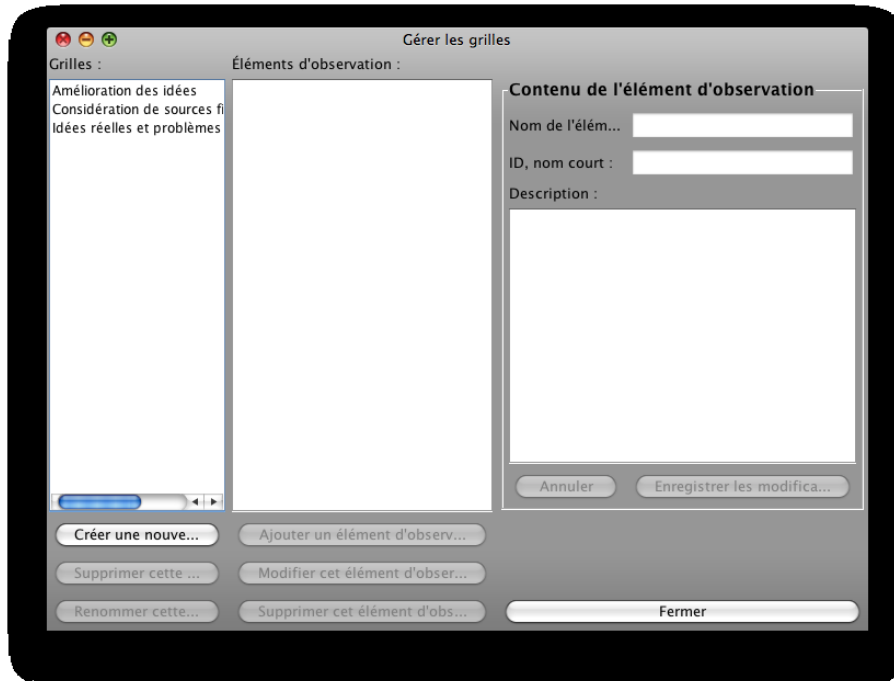 Gérer les grilles
Grilles :
Éléments d'observation :
Amélioration des idées
Considération de sources fi
Idées réelles et problèmes
Contenu de l'élément d'observation
Nom de l'élém...
ID, nom court :
Description :
Annuler
Enregistrer les modifica...
Créer une nouve...
Ajouter un élément d'observ...
Supprimer cette ...
Modifier cet élément d'obser...
Renommer cette...
Supprimer cet élément d'obs...
Fermer